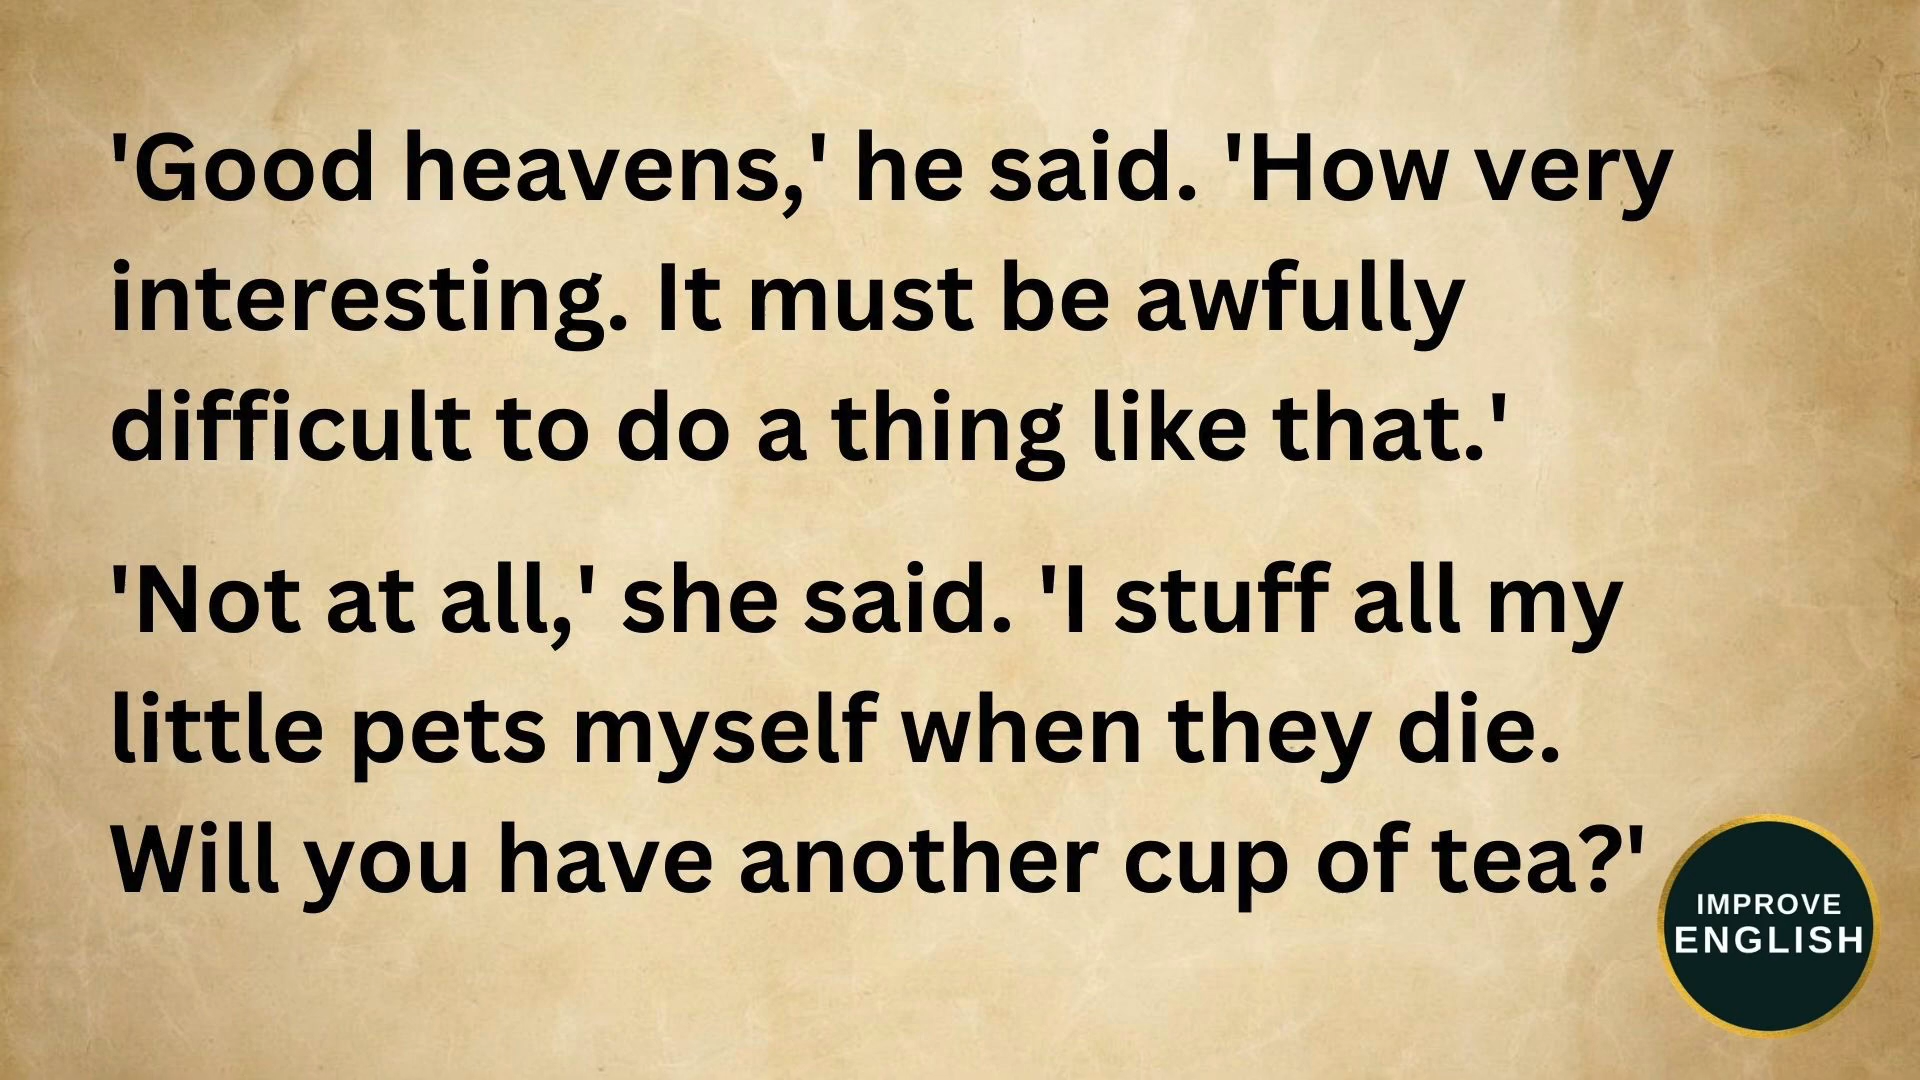 'Good heavens,' he said. 'How very
interesting. It must be awfully
difficult to do a thing like that.'
'Not at all,' she said. 'I stuff all my
little pets myself when they die.
Will you have another cup of tea?'
IMPROVE
ENGLISH